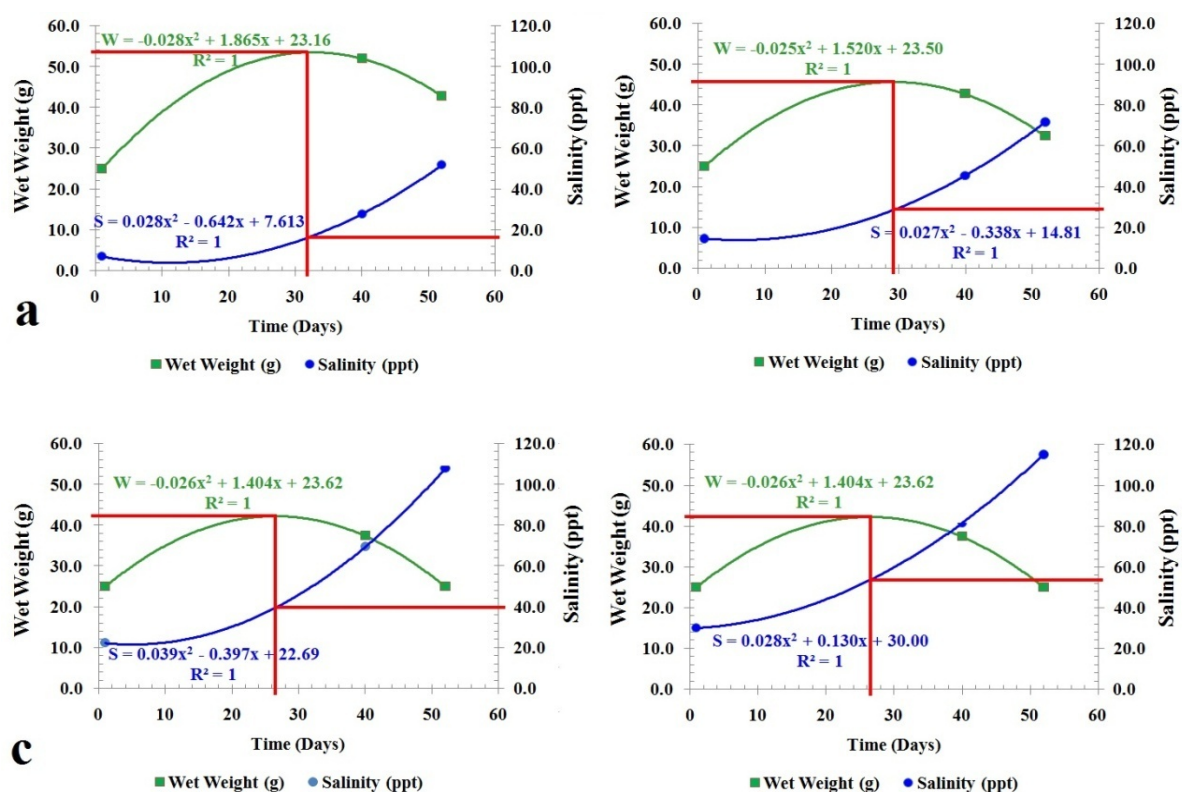 60.0
50.0
40.0
30.0
20.0
10.0
0.0
Wet Weight (g)
W = -0.028x² + 1.865x + 23.16
R² = 1
S = 0.028x² - 0.642x + 7.613
R² = 1
120.0
100.0
80.0
60.0
40.0
20.0
0.0
Salinity (ppt)
0 10 20 30 40 50 60
Time (Days)
Wet Weight (g) Salinity (ppt)
a
60.0
50.0
40.0
30.0
20.0
10.0
0.0
Wet Weight (g)
W = -0.025x² + 1.520x + 23.50
R² = 1
S = 0.027x² - 0.338x + 14.81
R² = 1
120.0
100.0
80.0
60.0
40.0
20.0
0.0
Salinity (ppt)
0 10 20 30 40 50 60
Time (Days)
Wet Weight (g) Salinity (ppt)
60.0
50.0
40.0
30.0
20.0
10.0
0.0
Wet Weight (g)
W = -0.026x² + 1.404x + 23.62
R² = 1
S = 0.039x² - 0.397x + 22.69
R² = 1
120.0
100.0
80.0
60.0
40.0
20.0
0.0
Salinity (ppt)
0 10 20 30 40 50 60
Time (Days)
Wet Weight (g) Salinity (ppt)
c
60.0
50.0
40.0
30.0
20.0
10.0
0.0
Wet Weight (g)
W = -0.026x² + 1.404x + 23.62
R² = 1
S = 0.028x² + 0.130x + 30.00
R² = 1
120.0
100.0
80.0
60.0
40.0
20.0
0.0
Salinity (ppt)
0 10 20 30 40 50 60
Time (Days)
Wet Weight (g) Salinity (ppt)